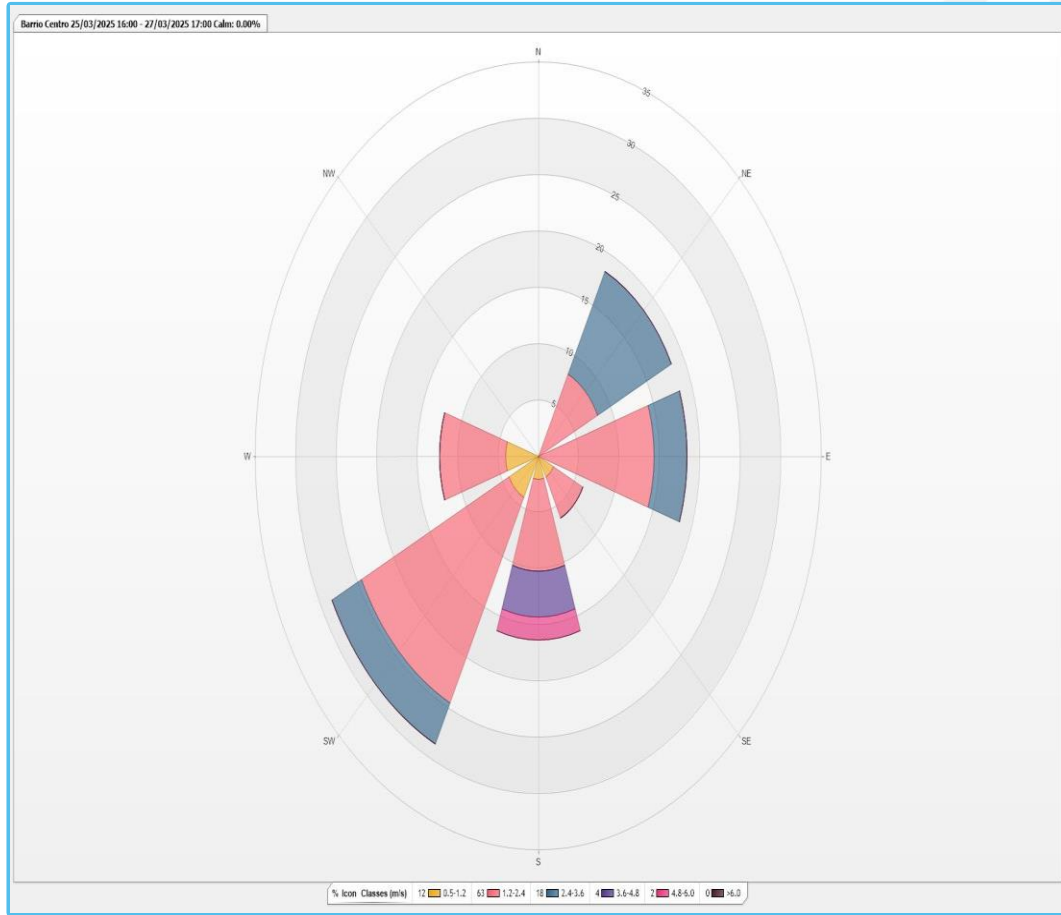 Barrio Centro 25/03/2025 16:00 - 27/03/2025 17:00 Calm: 0.00%
N
35
30
NW
NE
25
20
15
10
5
W
E
SW
SE
S
% Icon Classes (m/s) 12 0.5-1.2 63 1.2-2.4 18 2.4-3.6 4 3.6-4.8 2 4.8-6.0 0 >6.0